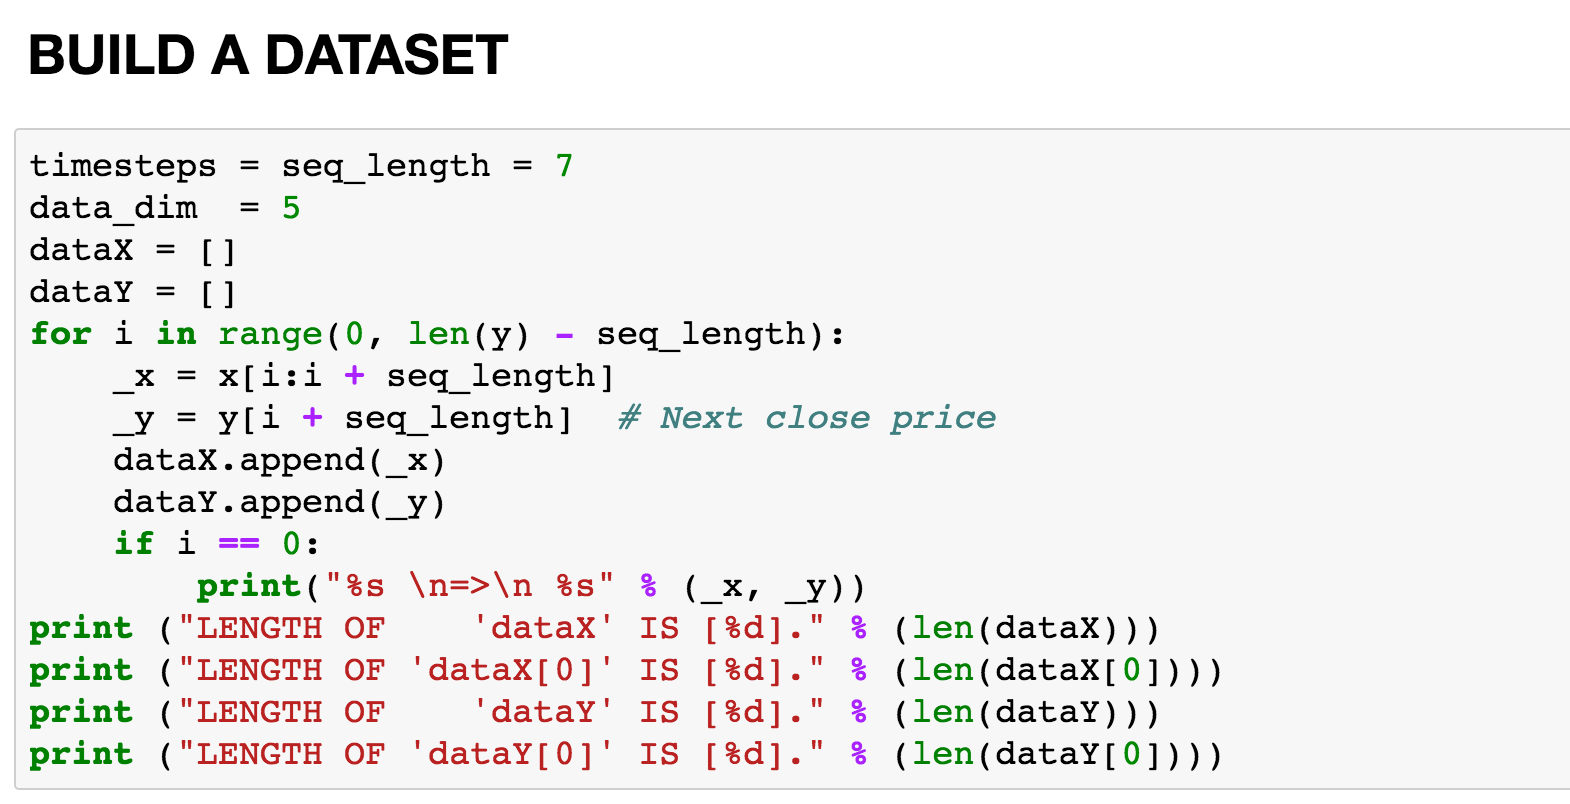 BUILD A DATASET
timesteps = seq_length = 7
data_dim  = 5
dataX = []
dataY = []
for i in range(0, len(y) - seq_length):
    _x = x[i:i + seq_length]
    _y = y[i + seq_length]  # Next close price
    dataX.append(_x)
    dataY.append(_y)
    if i == 0:
        print("%s \n=>\n %s" % (_x, _y))
print ("LENGTH OF    'dataX' IS [%d]." % (len(dataX)))
print ("LENGTH OF 'dataX[0]' IS [%d]." % (len(dataX[0])))
print ("LENGTH OF    'dataY' IS [%d]." % (len(dataY)))
print ("LENGTH OF 'dataY[0]' IS [%d]." % (len(dataY[0])))